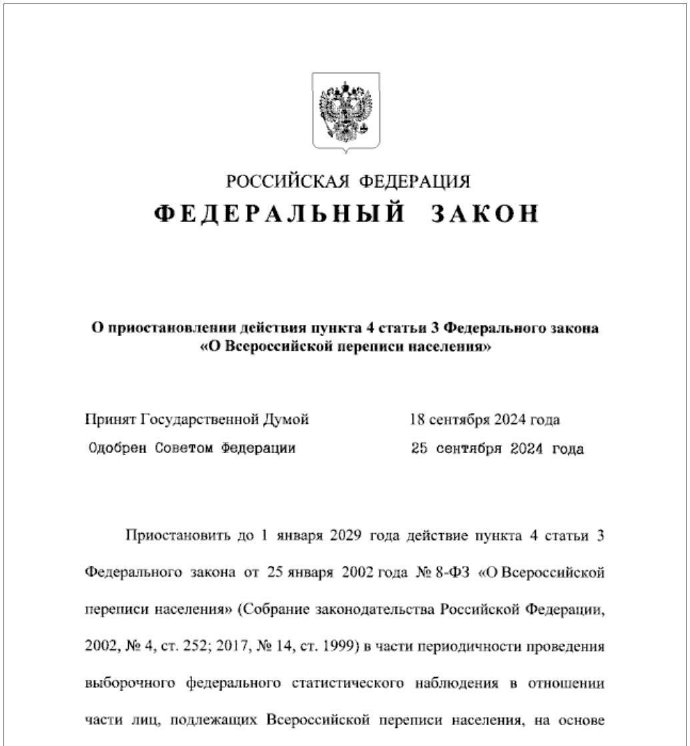 РОССИЙСКАЯ ФЕДЕРАЦИЯ
ФЕДЕРАЛЬНЫЙ ЗАКОН
О приостановлении действия пункта 4 статьи 3 Федерального закона
«О Всероссийской переписи населения»
Принят Государственной Думой 18 сентября 2024 года
Одобрен Советом Федерации 25 сентября 2024 года
Приостановить до 1 января 2029 года действие пункта 4 статьи 3
Федерального закона от 25 января 2002 года № 8-ФЗ «О Всероссийской
переписи населения» (Собрание законодательства Российской Федерации,
2002, № 4, ст. 252; 2017, № 14, ст. 1999) в части периодичности проведения
выборочного федерального статистического наблюдения в отношении
части лиц, подлежащих Всероссийской переписи населения, на основе